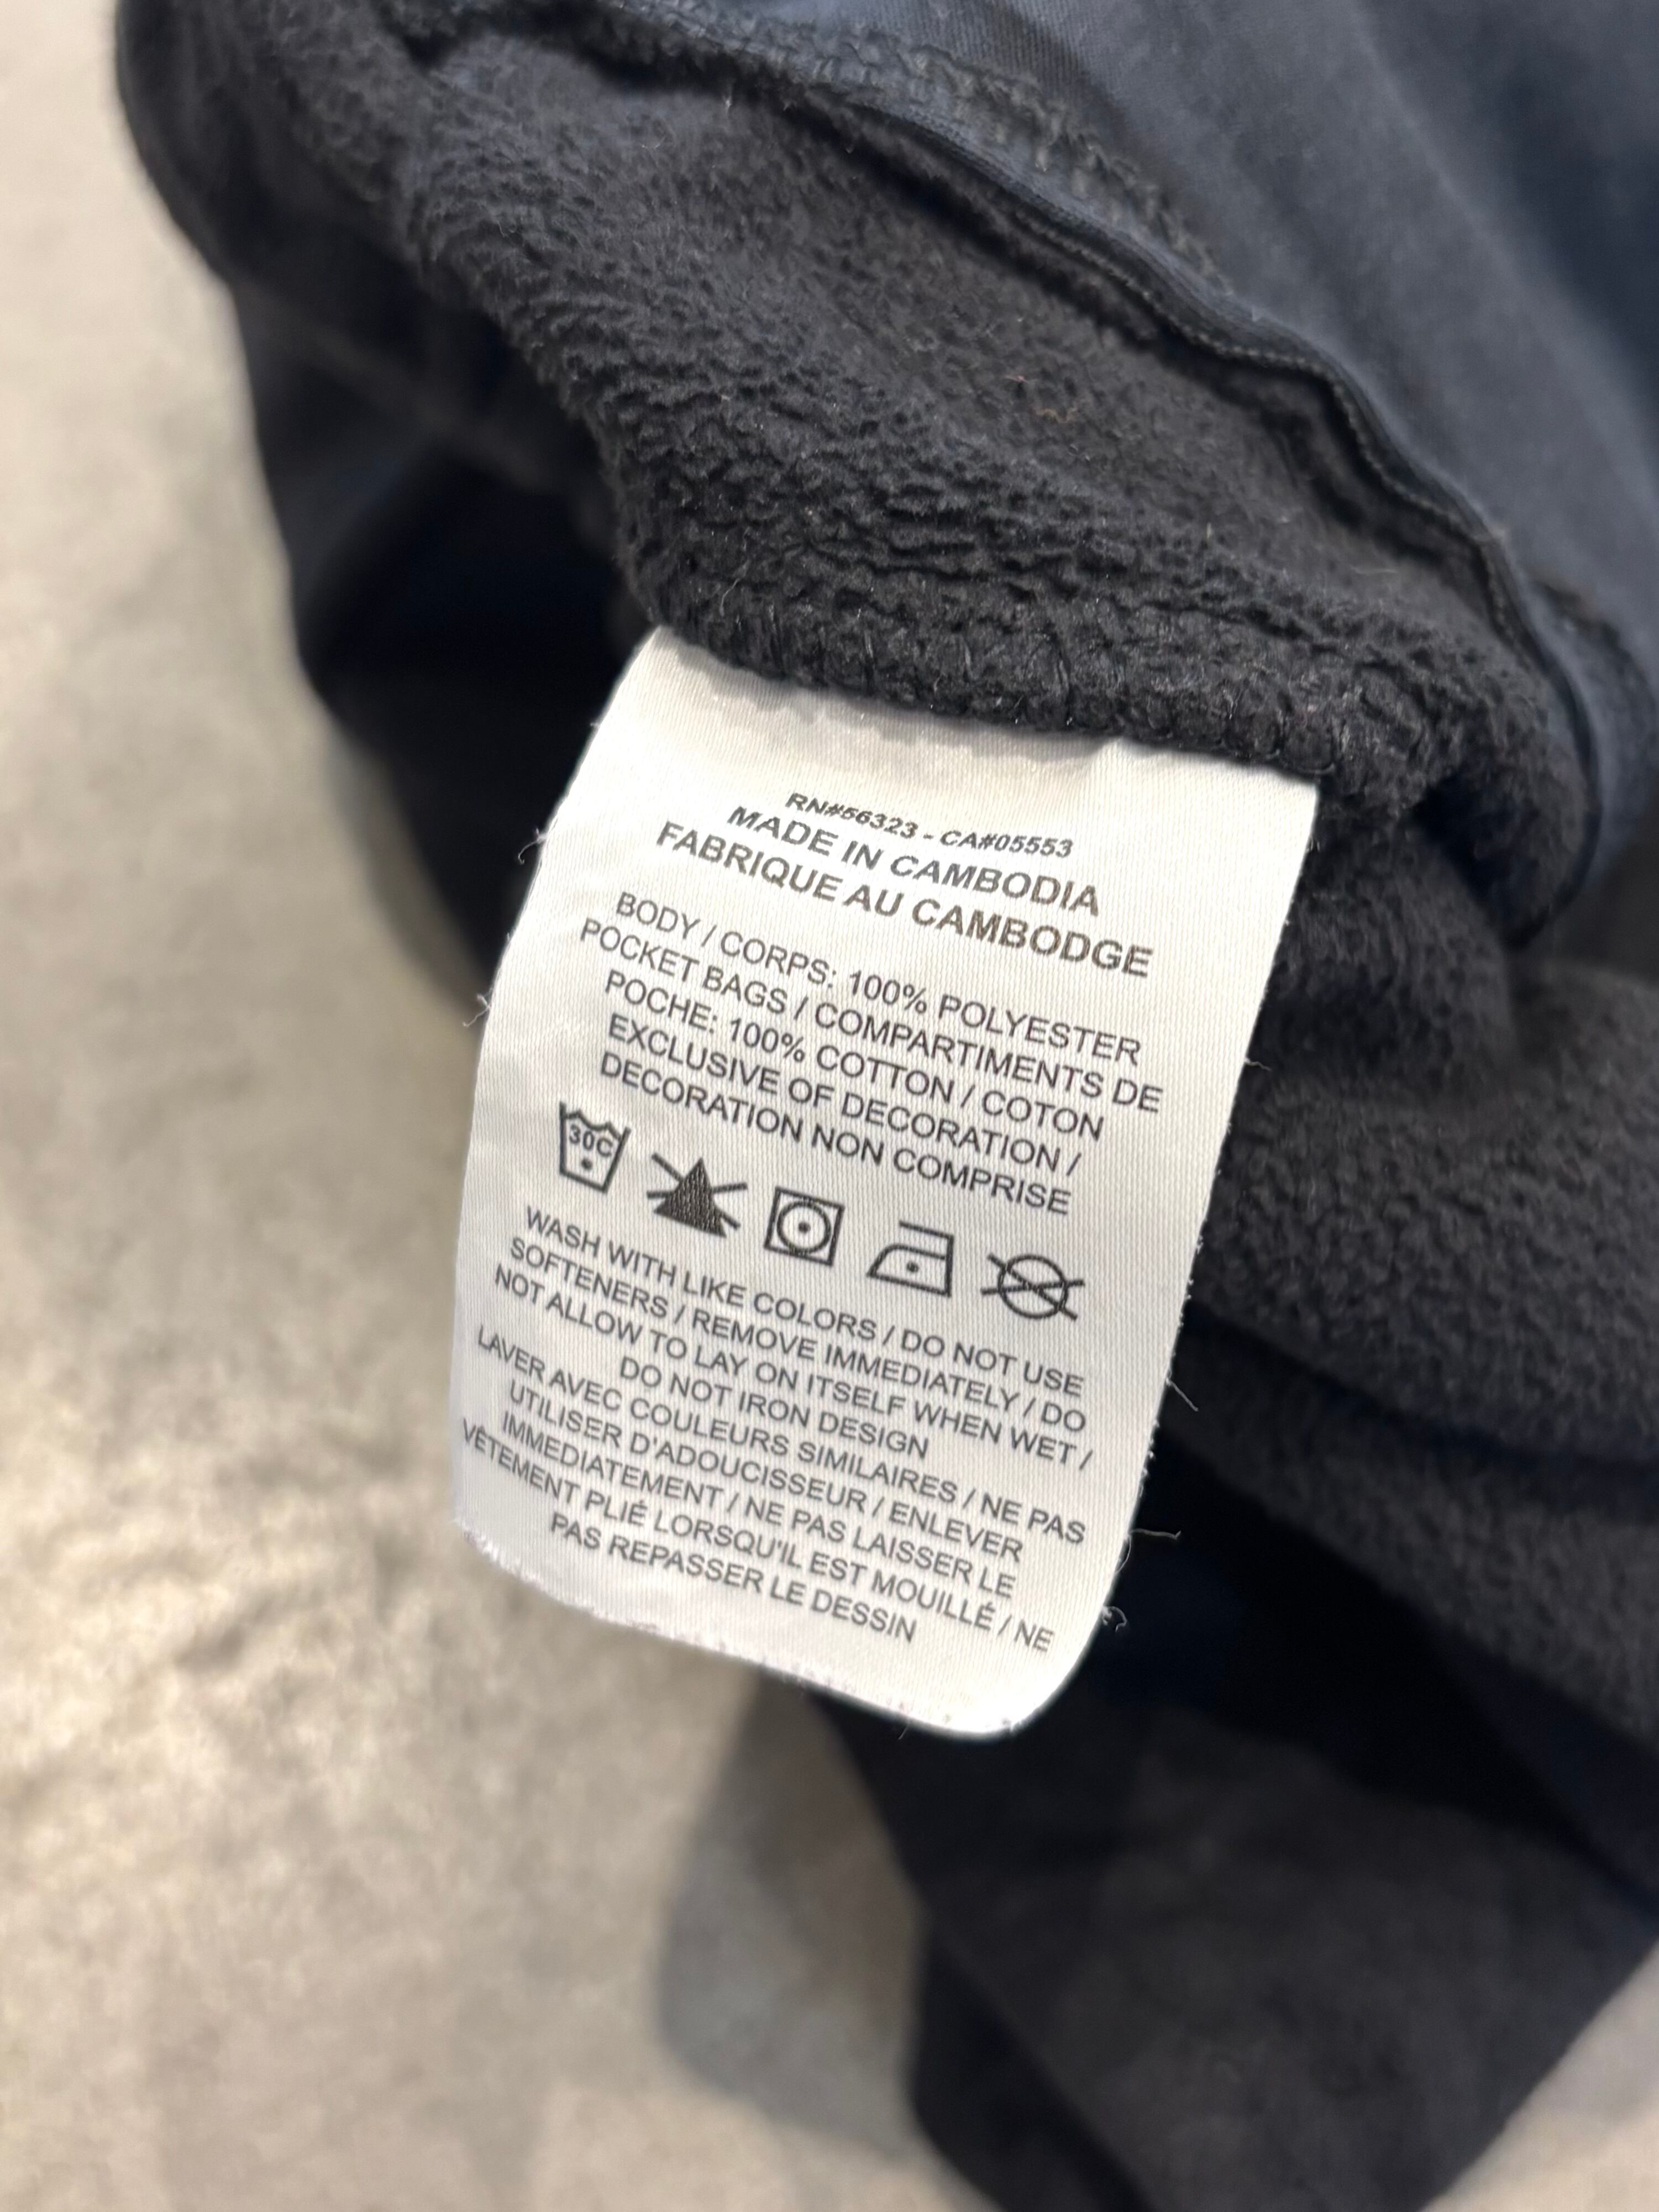 RN#56323 - CA#05553
MADE IN CAMBODIA
FABRIQUE AU CAMBODGE
BODY / CORPS: 100% POLYESTER
POCKET BAGS / COMPARTIMENTS DE
POCHE: 100% COTTON / COTON
EXCLUSIVE OF DECORATION /
DECORATION NON COMPRISE
30C
WASH WITH LIKE COLORS / DO NOT USE
SOFTENERS / REMOVE IMMEDIATELY / DO
NOT ALLOW TO LAY ON ITSELF WHEN WET /
DO NOT IRON DESIGN
LAVER AVEC COULEURS SIMILAIRES / NE PAS
UTILISER D'ADOUCISSEUR / ENLEVER
IMMEDIATEMENT / NE PAS LAISSER LE
VÊTEMENT PLIÉ LORSQU'IL EST MOUILLÉ / NE
PAS REPASSER LE DESSIN